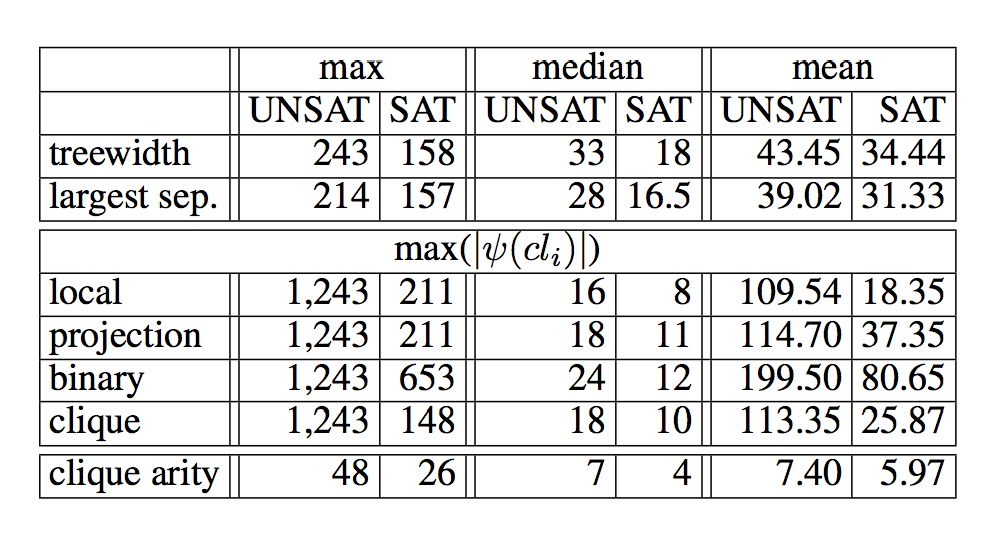 max median mean
UNSAT SAT UNSAT SAT UNSAT SAT
treewidth 243 158 33 18 43.45 34.44
largest sep. 214 157 28 16.5 39.02 31.33
max(|ψ(cl_i)|)
local 1,243 211 16 8 109.54 18.35
projection 1,243 211 18 11 114.70 37.35
binary 1,243 653 24 12 199.50 80.65
clique 1,243 148 18 10 113.35 25.87
clique arity 48 26 7 4 7.40 5.97